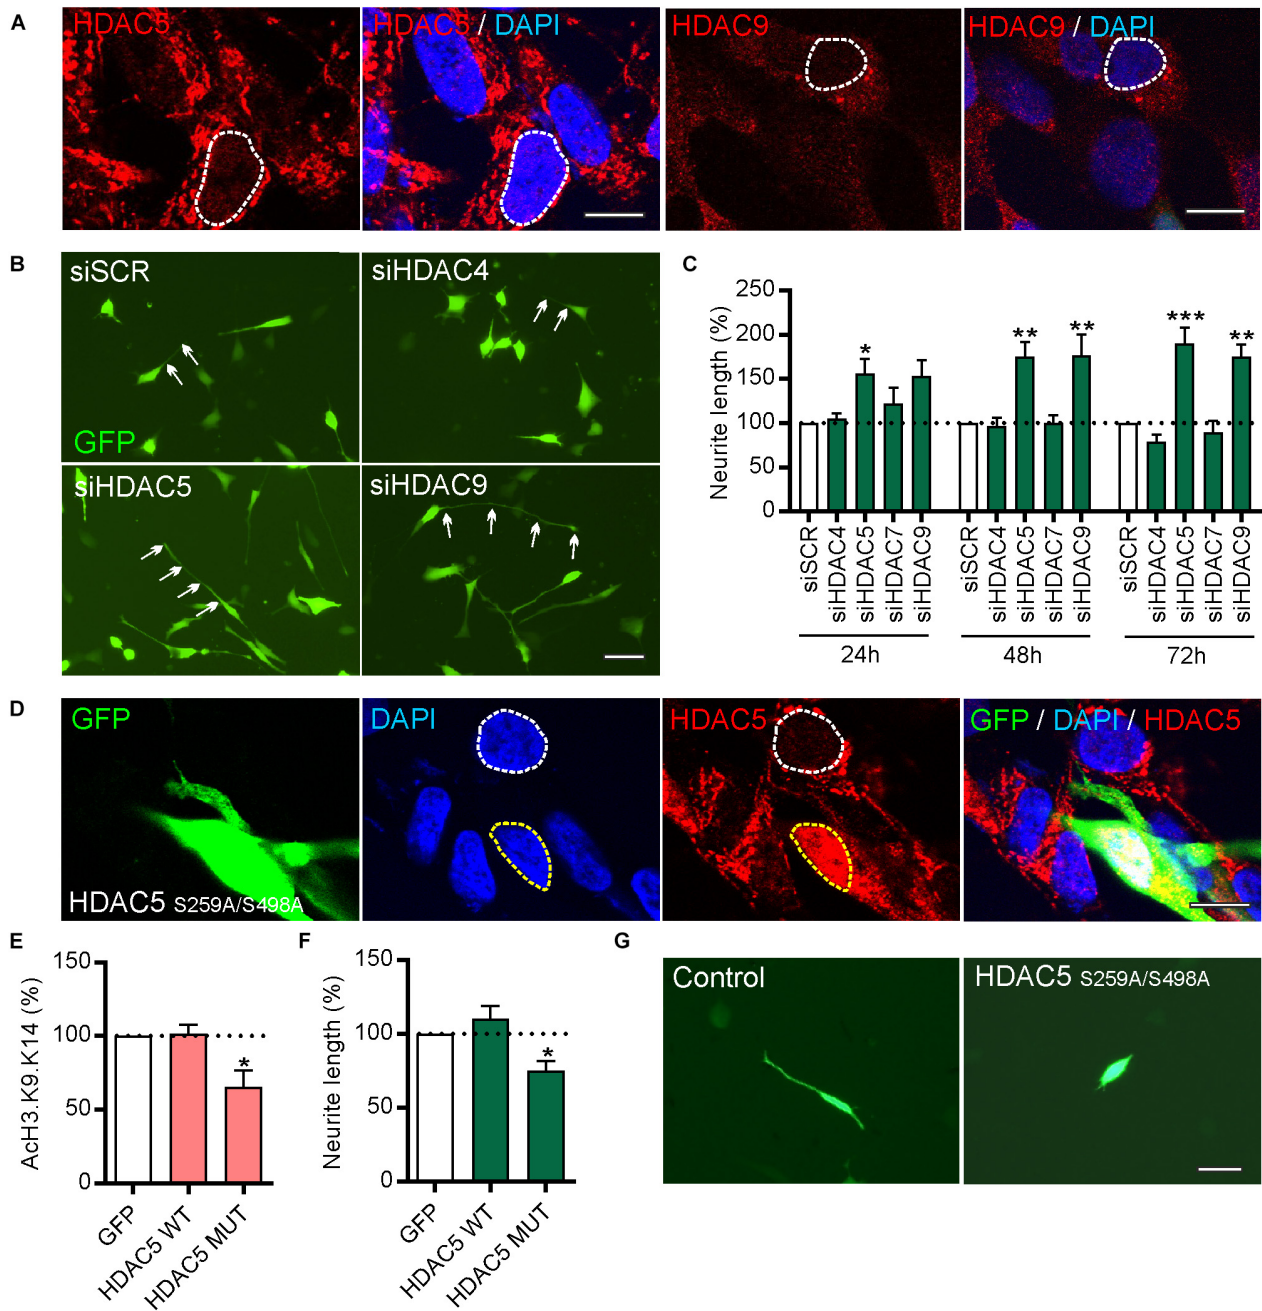 A
HDAC5
HDAC5 / DAPI
HDAC9
HDAC9 / DAPI
B
siSCR
GFP
siHDAC4
siHDAC5
siHDAC9
C
Neurite length (%)
250
200
150
100
50
0
*
**
**
***
**
siSCR
siHDAC4
siHDAC5
siHDAC7
siHDAC9
siSCR
siHDAC4
siHDAC5
siHDAC7
siHDAC9
siSCR
siHDAC4
siHDAC5
siHDAC7
siHDAC9
24h
48h
72h
D
GFP
HDAC5 S259A/S498A
DAPI
HDAC5
GFP / DAPI / HDAC5
E
AcH3.K9.K14 (%)
150
100
50
0
*
GFP
HDAC5 WT
HDAC5 MUT
F
Neurite length (%)
150
100
50
0
*
GFP
HDAC5 WT
HDAC5 MUT
G
Control
HDAC5 S259A/S498A